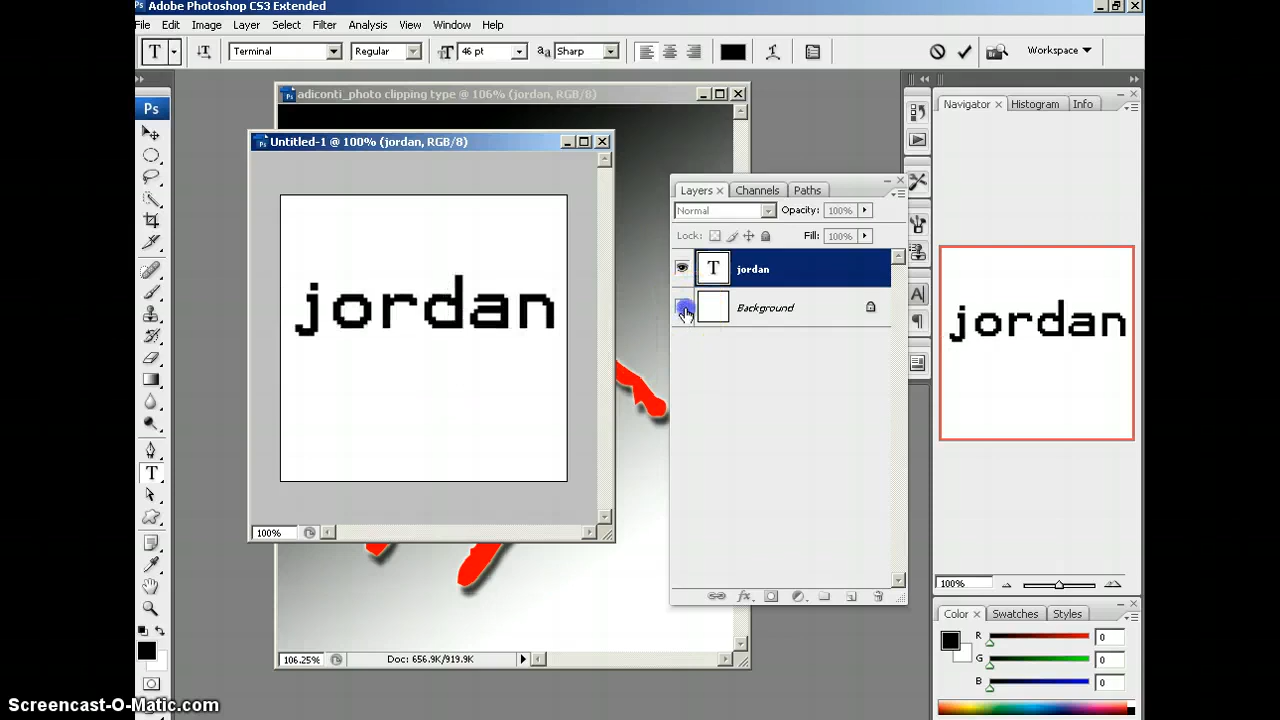 Adobe Photoshop CS3 Extended
File Edit Image Layer Select Filter Analysis View Window Help
T Terminal Regular T 46 pt aa Sharp Workspace
adiconti_photo clipping type @ 106% (jordan, RGB/8)
Untitled-1 @ 100% (jordan, RGB/8)
jordan
100%
106.25% Doc: 656.9K/919.9K
Ps
T
Layers Channels Paths
Normal Opacity: 100%
Lock: Fill: 100%
T jordan
Background
fx
A
Navigator Histogram Info
jordan
100%
Color Swatches Styles
R 0
G 0
B 0
Screencast-O-Matic.com